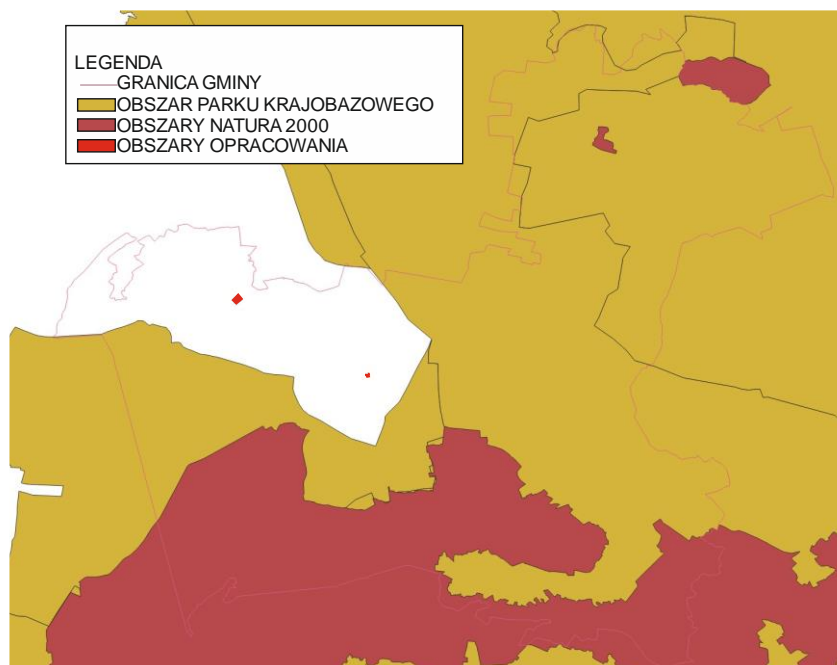 LEGENDA
GRANICA GMINY
OBSZAR PARKU KRAJOBAZOWEGO
OBSZARY NATURA 2000
OBSZARY OPRACOWANIA